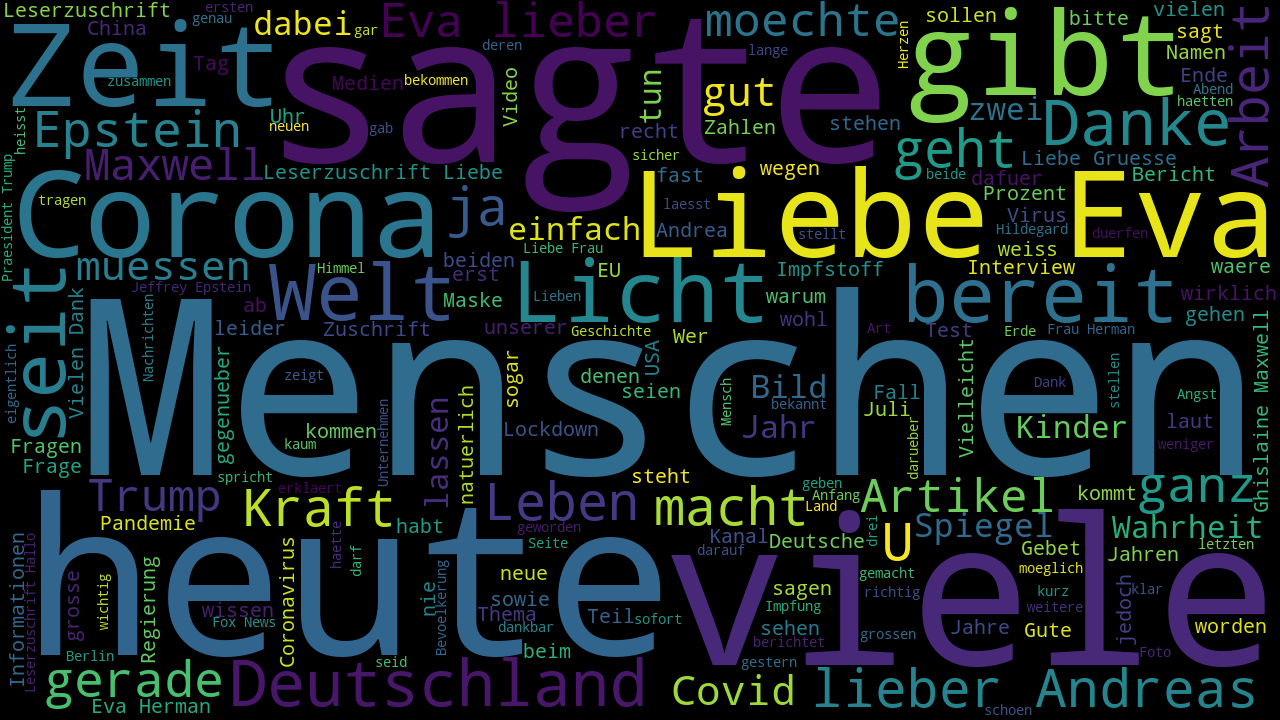 Leserzuschrift
ersten
genau
China
Zeit
dabei
gar
Eva lieber
moechte
sollen
bitte
vielen
sagt
Namen
deren
lange
Herzen
gibt
Tag
zusammen
Medien
bekommen
sagte
Video
tun
gut
Ende
Abend
haetten
Arbeit
heisst
Epstein
Uhr
neuen
gab
recht
Zahlen
stehen
zwei
Danke
Maxwell
Leserzuschrift Liebe
sicher
fast
wegen
geht
beide
Liebe Gruesse
dafuer
Bericht
Praesident Trump
tragen
Corona
ja
einfach
Liebe
laesst
Andrea
stellt
Prozent
Virus
Hildegard
weiss
duerfen
Eva
seit
muessen
Himmel
Jeffrey Epstein
Welt
beiden
erst
Liebe Frau
EU
Licht
Lieben
Impfstoff
warum
Interview
bereit
waere
wirklich
gehen
Vielen Dank
Nachrichten
ab
leider
Zuschrift
Maske
unserer
Geschichte
Wer
wohl
Art
Test
Erde
Frau Herman
eigentlich
Menschen
gegenueber
zeigt
sogar
denen
seien
USA
Mensch
Bild
bekannt
Fall
Juli
darueber
Vielleicht
Dank
stellen
Angst
Ghislaine Maxwell
Fragen
Frage
kommen
kaum
Unternehmen
lassen
natuerlich
Lockdown
Jahr
Kinder
laut
weniger
spricht
steht
geben
Anfang
Land
Trump
erklaert
Pandemie
Kraft
habt
Leben
geworden
Seite
macht
Kanal
darauf
Deutsche
drei
Artikel
U
Spiegel
kommt
ganz
Wahrheit
Gebet
moeglich
Jahren
letzten
Informationen
Leserzuschrift Hallo
heute
grosse
wichtig
Regierung
wissen
Fox News
Coronavirus
haette
darf
nie
Bevoelkerung
neue
sowie
Thema
dankbar
Teil
sofort
viele
sagen
Impfung
sehen
berichtet
gestern
gemacht
richtig
grossen
Jahre
kurz
weitere
Gute
jedoch
klar
Foto
worden
Berlin
gerade
Eva Herman
seid
beim
Deutschland
Covid
lieber Andreas
schoen